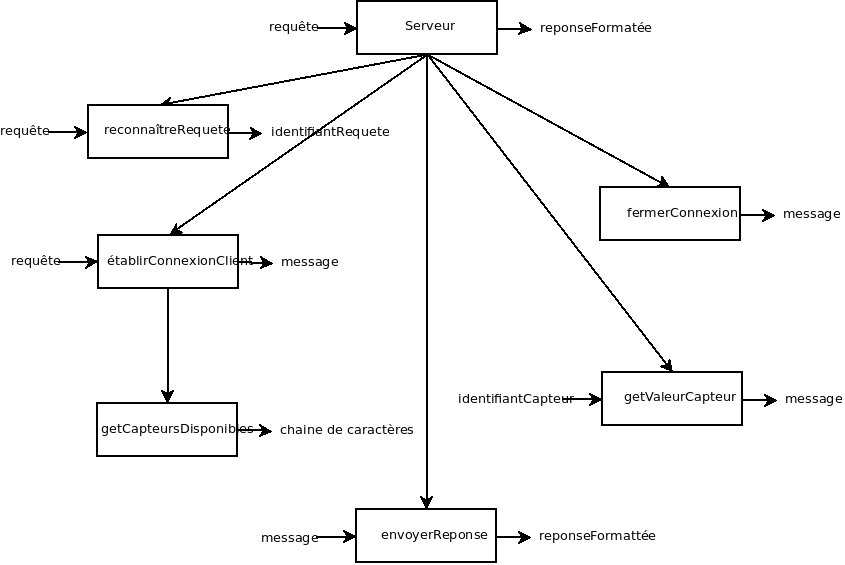 requête
Serveur
reponseFormatée
requête
reconnaîtreRequete
identifiantRequete
fermerConnexion
message
requête
établirConnexionClient
message
identifiantCapteur
getValeurCapteur
message
getCapteursDisponibles
chaine de caractères
message
envoyerReponse
reponseFormattée